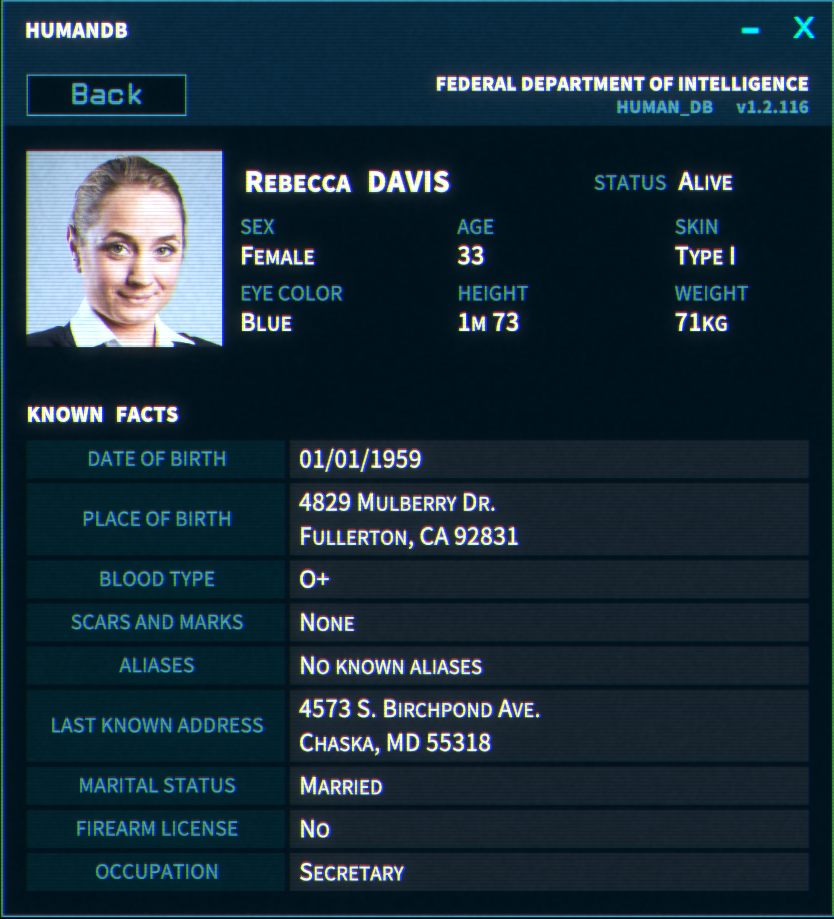 HUMANDB
– X
Back
FEDERAL DEPARTMENT OF INTELLIGENCE
HUMAN_DB v1.2.116
Rebecca DAVIS
STATUS Alive
SEX AGE SKIN
Female 33 Type I
EYE COLOR HEIGHT WEIGHT
Blue 1m 73 71kg
KNOWN FACTS
DATE OF BIRTH 01/01/1959
PLACE OF BIRTH 4829 Mulberry Dr.
Fullerton, CA 92831
BLOOD TYPE O+
SCARS AND MARKS None
ALIASES No known aliases
LAST KNOWN ADDRESS 4573 S. Birchpond Ave.
Chaska, MD 55318
MARITAL STATUS Married
FIREARM LICENSE No
OCCUPATION Secretary